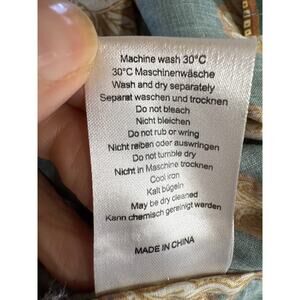 Machine wash 30°C
30°C Maschinenwäsche
Wash and dry separately
Separat waschen und trocknen
Do not bleach
Nicht bleichen
Do not rub or wring
Nicht reiben oder auswringen
Do not tumble dry
Nicht in Maschine trocknen
Cool iron
Kalt bügeln
May be dry cleaned
Kann chemisch gereinigt werden
MADE IN CHINA